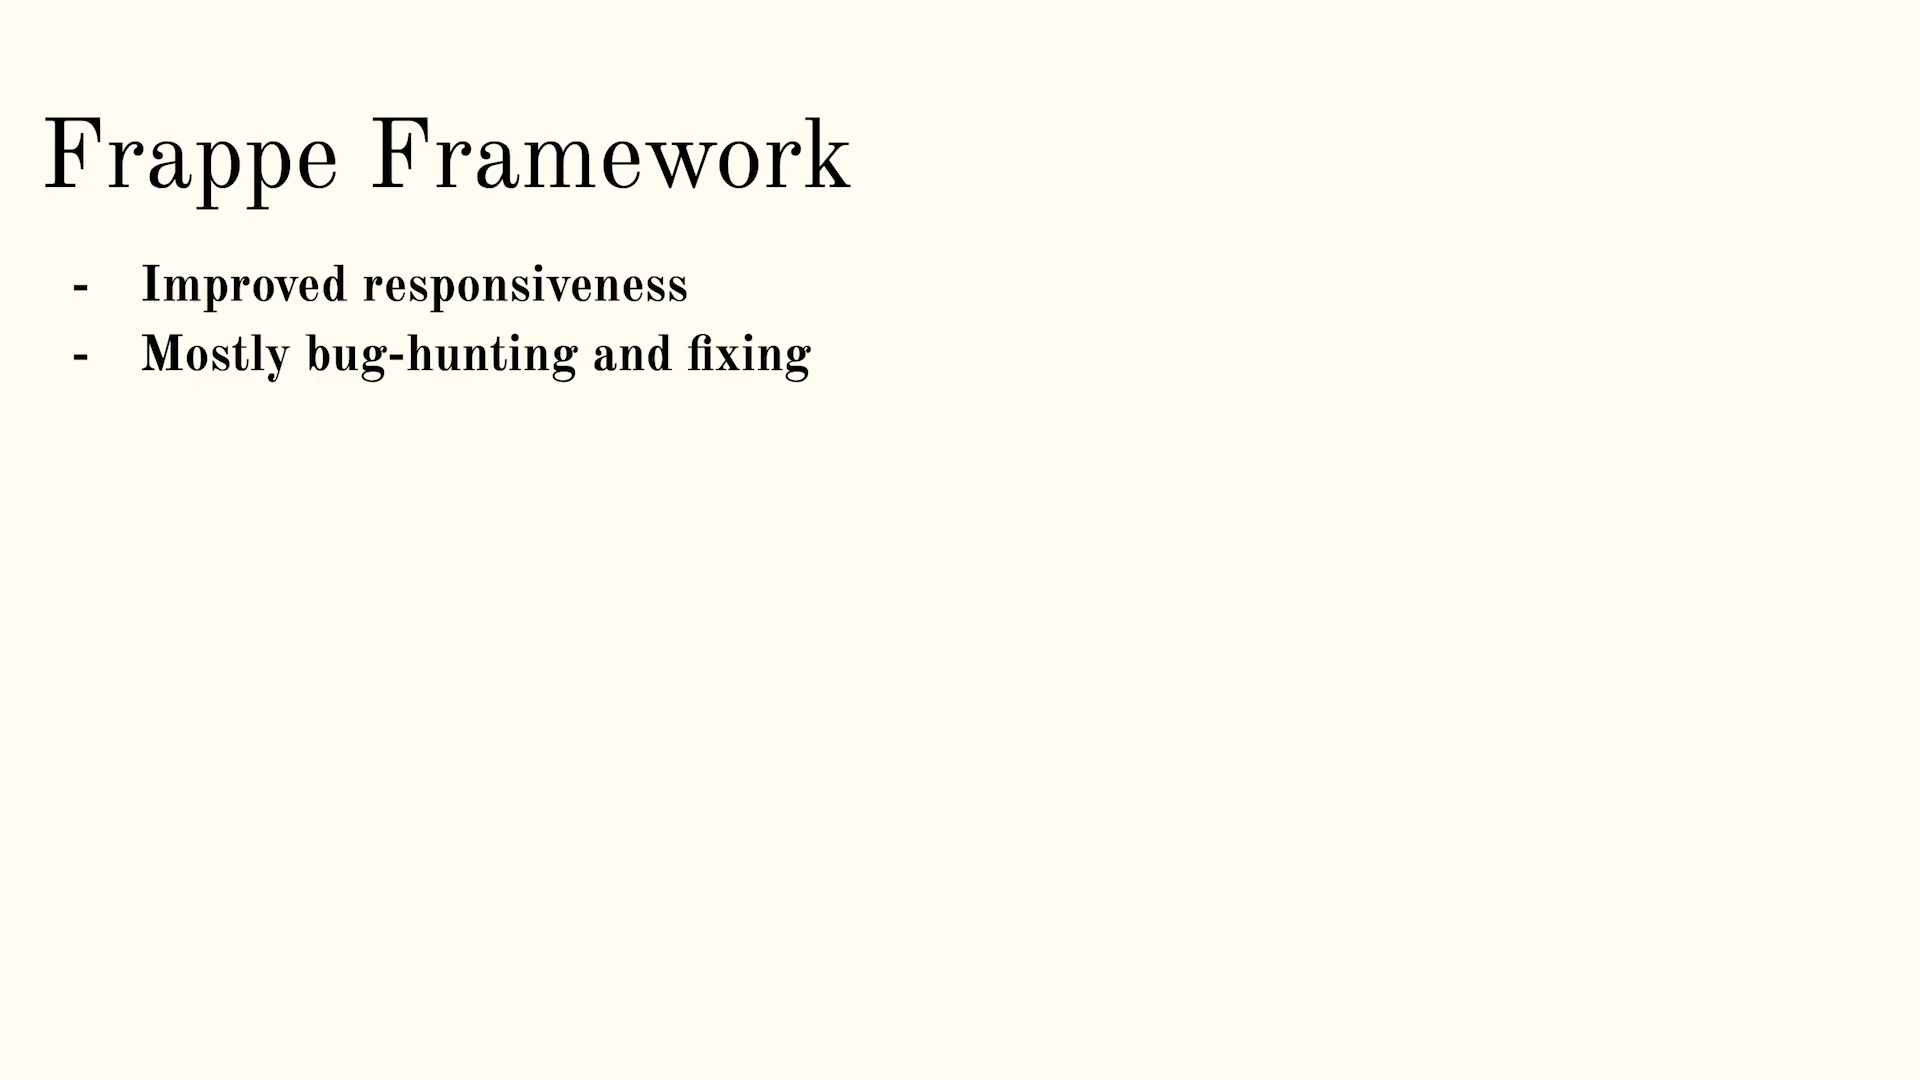 Frappe Framework
- Improved responsiveness
- Mostly bug-hunting and fixing